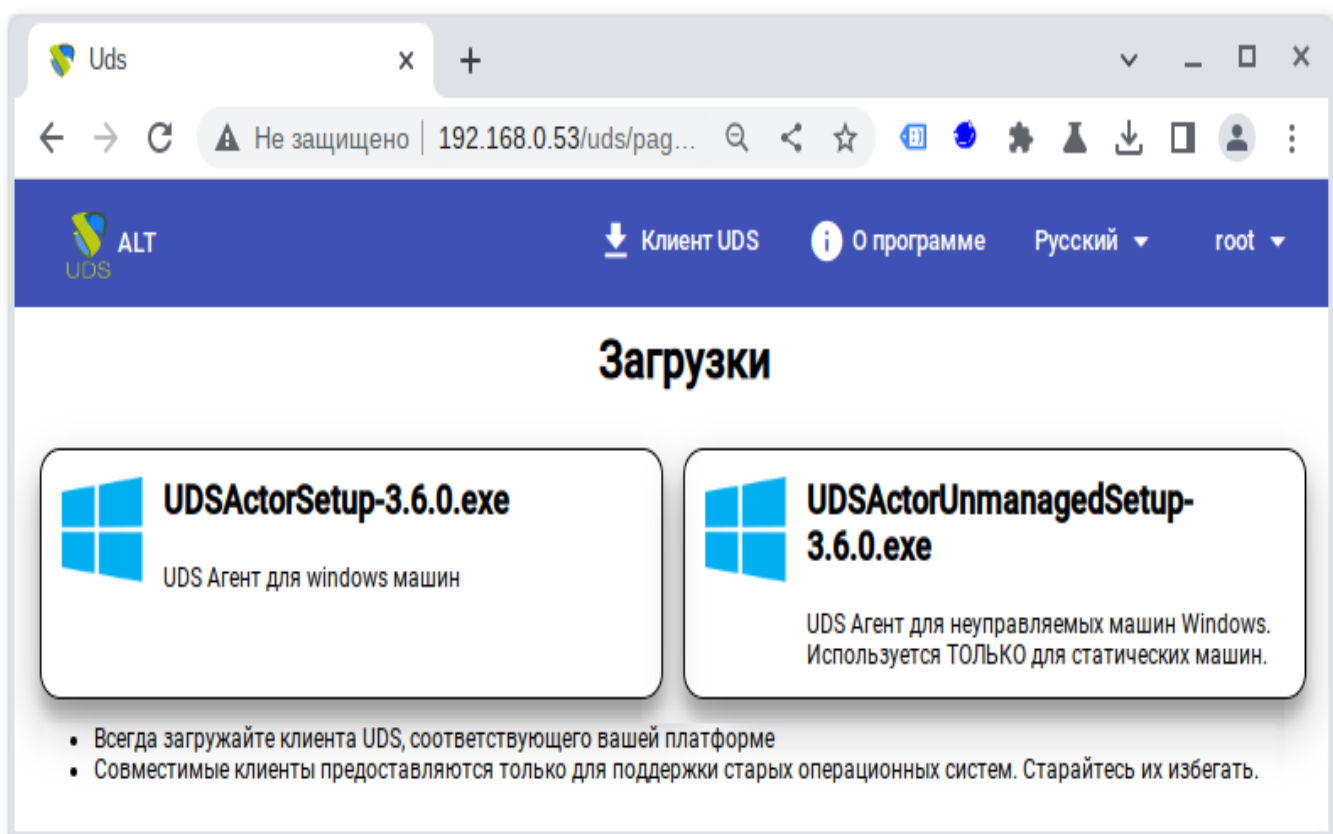 Uds
Не защищено 192.168.0.53/uds/pag...
UDS
ALT
Клиент UDS
О программе
Русский
root
Загрузки
UDSActorSetup-3.6.0.exe
UDS Агент для windows машин
UDSActorUnmanagedSetup-
3.6.0.exe
UDS Агент для неуправляемых машин Windows.
Используется ТОЛЬКО для статических машин.
• Всегда загружайте клиента UDS, соответствующего вашей платформе
• Совместимые клиенты предоставляются только для поддержки старых операционных систем. Старайтесь их избегать.